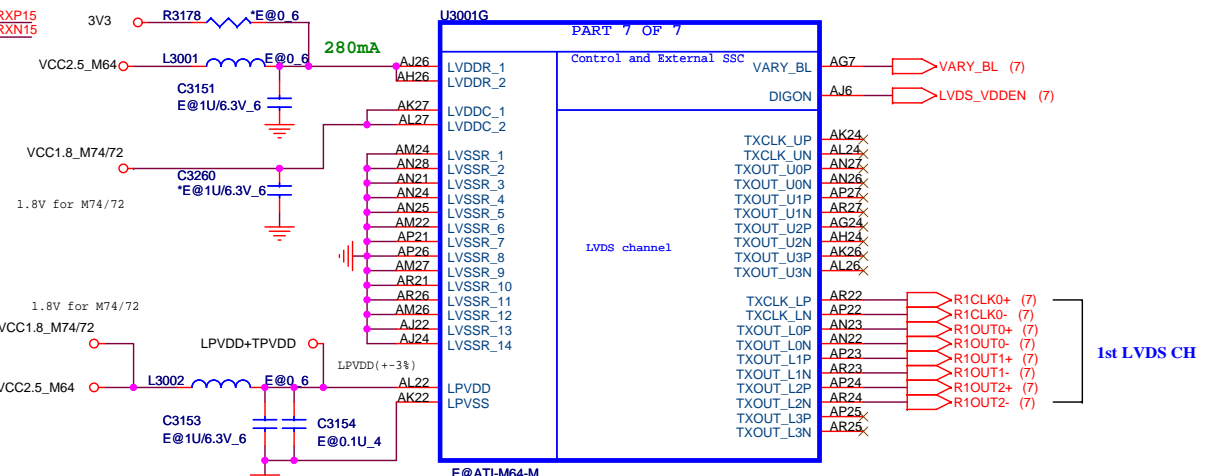 RXP15
RXN15
3V3
R3178
*E@0_6
VCC2.5_M64
L3001
E@0_6
280mA
C3151
E@1U/6.3V_6
VCC1.8_M74/72
C3260
*E@1U/6.3V_6
1.8V for M74/72
1.8V for M74/72
VCC1.8_M74/72
LPVDD+TPVDD
LPVDD(+-3%)
VCC2.5_M64
L3002
E@0_6
C3153
E@1U/6.3V_6
C3154
E@0.1U_4
U3001G
PART 7 OF 7
Control and External SSC
LVDS channel
AJ26 LVDDR_1
AH26 LVDDR_2
AK27 LVDDC_1
AL27 LVDDC_2
AM24 LVSSR_1
AN28 LVSSR_2
AN21 LVSSR_3
AN24 LVSSR_4
AN25 LVSSR_5
AM22 LVSSR_6
AP21 LVSSR_7
AP26 LVSSR_8
AM27 LVSSR_9
AR21 LVSSR_10
AR26 LVSSR_11
AM26 LVSSR_12
AJ22 LVSSR_13
AJ24 LVSSR_14
AL22 LPVDD
AK22 LPVSS
VARY_BL AG7 VARY_BL (7)
DIGON AJ6 LVDS_VDDEN (7)
TXCLK_UP AK24
TXCLK_UN AL24
TXOUT_U0P AN27
TXOUT_U0N AN26
TXOUT_U1P AP27
TXOUT_U1N AR27
TXOUT_U2P AG24
TXOUT_U2N AH24
TXOUT_U3P AK26
TXOUT_U3N AL26
TXCLK_LP AR22 R1CLK0+ (7)
TXCLK_LN AP22 R1CLK0- (7)
TXOUT_L0P AN23 R1OUT0+ (7)
TXOUT_L0N AN22 R1OUT0- (7)
TXOUT_L1P AP23 R1OUT1+ (7)
TXOUT_L1N AR23 R1OUT1- (7)
TXOUT_L2P AP24 R1OUT2+ (7)
TXOUT_L2N AR24 R1OUT2- (7)
TXOUT_L3P AP25
TXOUT_L3N AR25
1st LVDS CH
E@ATI-M64-M